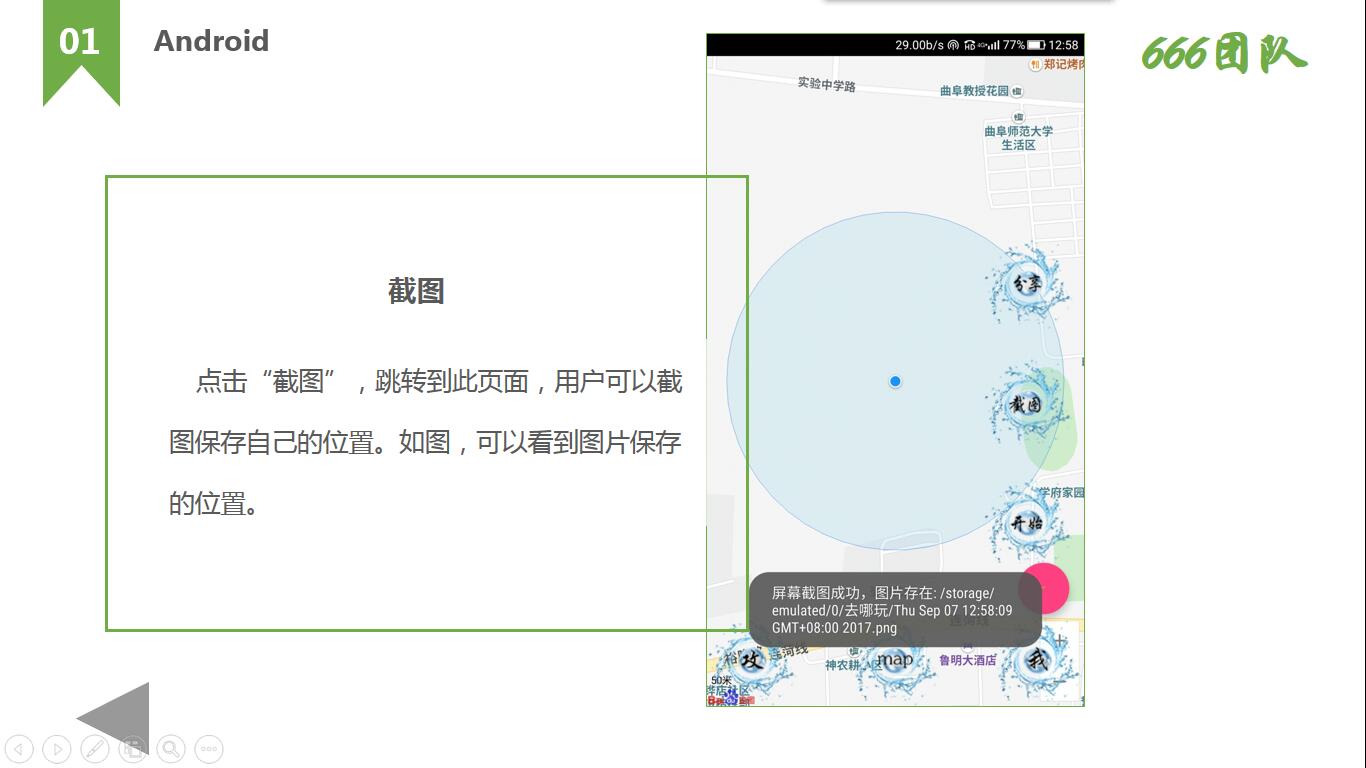 01
Android
666团队
截图
点击“截图”，跳转到此页面，用户可以截
图保存自己的位置。如图，可以看到图片保存
的位置。
29.00b/s 77% 12:58
郑记烤肉
实验中学路
曲阜教授花园
曲阜师范大学
生活区
分享
截图
学府家园
开始
屏幕截图成功，图片存在: /storage/
emulated/0/去哪玩/Thu Sep 07 12:58:09
GMT+08:00 2017.png
攻
map
我
连菏线
神农耕
鲁明大酒店
50米